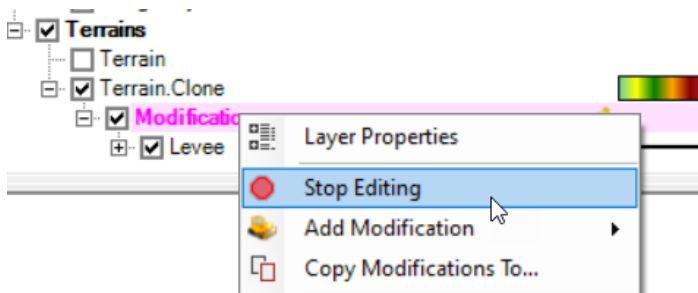 Terrains
Terrain
Terrain.Clone
Modificatio
Levee
Layer Properties
Stop Editing
Add Modification
Copy Modifications To...